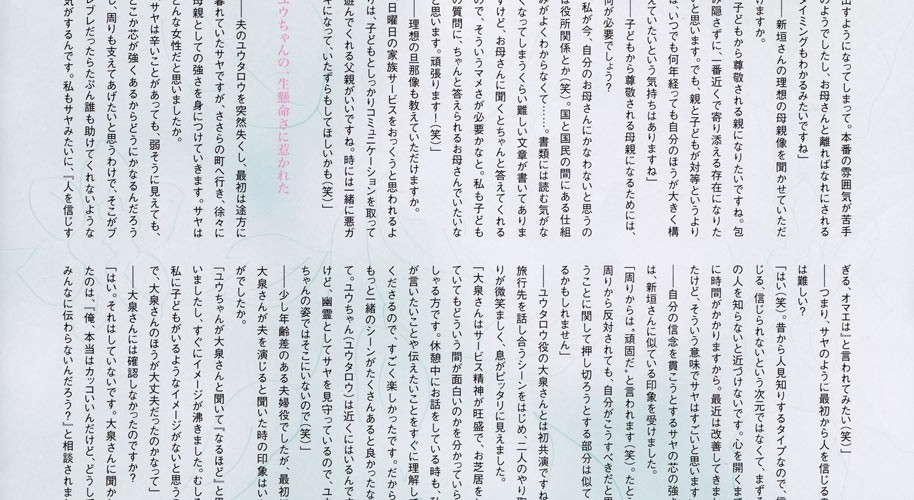 出すようになってしまって。本番の雰囲気が苦手
のようでしたし、お母さんと離ればなれにされる
タイミングもわかるみたいですね」
――新垣さんの理想の母親像を聞かせていただ
けますか。
「子どもから尊敬される親になりたいですね。包
み隠さずに、一番近くで寄り添える存在になりた
いと思います。でも、親と子どもが対等というより
は、いつでも何年経っても自分のほうが大きく構
えていたいという気持ちはありますね」
――子どもから尊敬される母親になるためには、
何が必要でしょう?
「私が今、自分のお母さんにかなわないと思うの
は役所関係とか(笑)。国と国民の間にある仕組
みがよくわからなくて……。書類には読む気がな
くなってしまうくらい難しい文章が書いてありま
すけど、お母さんに聞くとちゃんと答えてくれる
ので、そういうマメさが必要かなと。私も子ども
の質問に、ちゃんと答えられるお母さんでいたいな
と思います。頑張ります!(笑)」
――理想の旦那様像も教えていただけますか。
「日曜日の家族サービスをおっくうと思われるよ
りは、子どもとしっかりコミュニケーションを取って
遊んでくれる父親がいいですね。時には一緒に悪ガ
キになって、いたずらもしてほしいかも(笑)」
ユウちゃんの一生懸命さに惹かれた
――夫のユウタロウを突然失くし、最初は途方に
暮れていたサヤですが、ささらの町へ行き、徐々に
母親としての強さを身につけていきます。サヤは
どんな女性だと思いましたか。
「サヤは辛いことがあっても、弱そうに見えても、
どこか芯が強くあるからどうにかなるんだろう
し、周りも支えてあげたいと思うわけで、そこがブ
レブレだったらたぶん誰も助けてくれないような
気がするんです。私もサヤみたいに、『人を信じす
ぎる、オマエは』と言われてみたい(笑)」
――つまり、サヤのように最初から人を信じる
は難しい?
「はい(笑)。昔から人見知りするタイプなので、信
じる、信じられないという次元ではなくて、まず
の人を知らないと近づけないです。心を開くま
に時間がかかりますから。最近は改善してきま
たけど、そういう意味でサヤはすごいと思います
――自分の信念を貫こうとするサヤの芯の強
は、新垣さんに似ている印象を受けました。
「周りからは〝頑固だ〟と言われます(笑)。たと
周りから反対されても、自分がこうすべきだと思
うことに関して押し切ろうとする部分は似て
るかもしれません」
――ユウタロウ役の大泉さんとは初共演ですね
旅行先を話し合うシーンをはじめ、二人のやり取
りが微笑ましく、息がピッタリに見えました。
「大泉さんはサービス精神が旺盛で、お芝居をし
ていてもどういう間が面白いのかを分かってい
しゃる方です。休憩中にお話をしている時も、私
が言いたいことや伝えたいことをすぐに理解して
くださるので、すごく楽しかったです。だから
もっと一緒のシーンがたくさんあると良かったな
て。ユウちゃん(ユウタロウ)は近くにはいるんで
けど、幽霊としてサヤを見守っているので、ユウ
ちゃんの姿ではそこにいないので(笑)」
――少し年齢差のある夫婦役でしたが、最初
大泉さんが夫を演じると聞いた時の印象はい
がでしたか。
「ユウちゃんが大泉さんと聞いて『なるほど』と思
いましたし、すぐにイメージが沸きました。むし
私に子どもがいるようなイメージがないと思う
で、大泉さんのほうが大丈夫だったのかなって」
――大泉さんには確認しなかったのですか?
「はい。それはしていないです。大泉さんに聞か
たのは、『俺、本当はカッコいいんだけど、どうして
みんなに伝わらないんだろう?』と相談されま